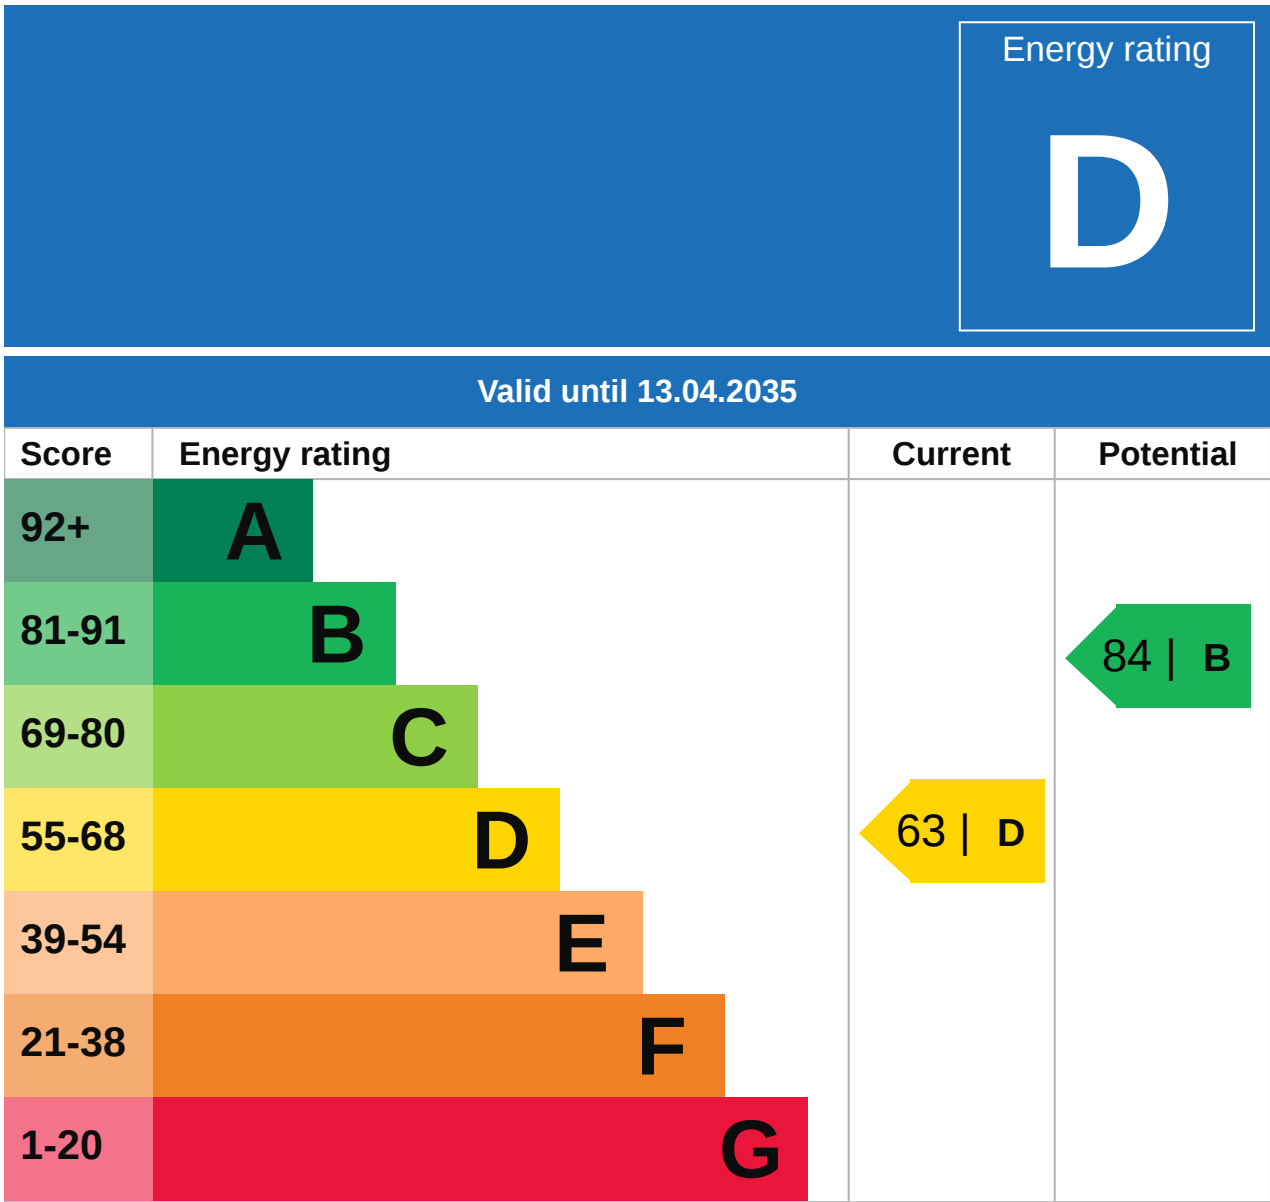 Energy rating
D
Valid until 13.04.2035
Score Energy rating Current Potential
92+ A
81-91 B
84 | B
69-80 C
55-68 D
63 | D
39-54 E
21-38 F
1-20 G